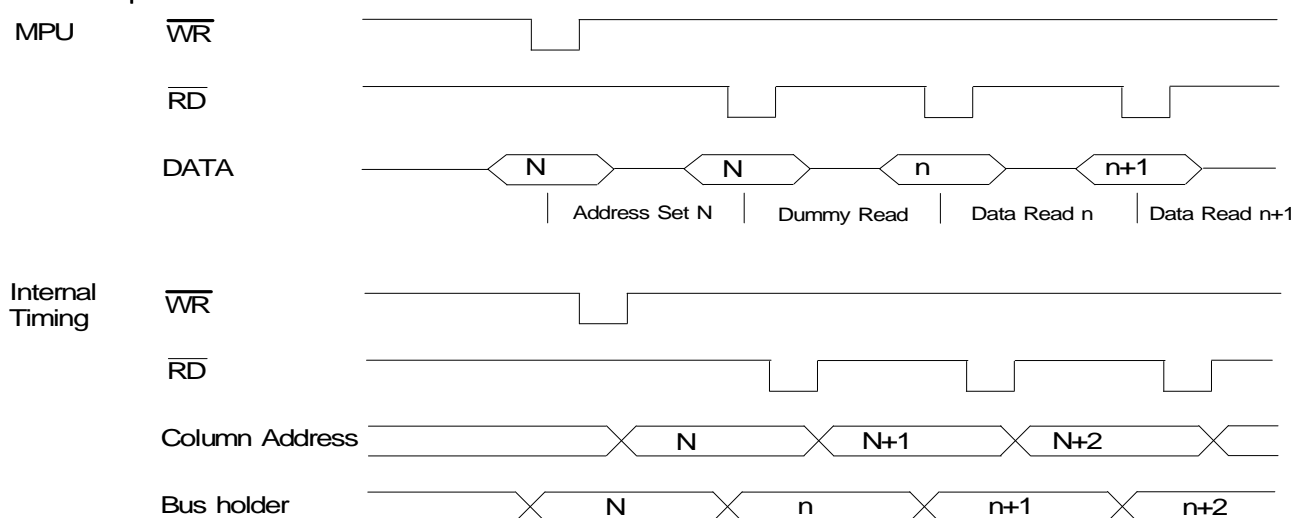 MPU WR
RD
DATA N N n n+1
Address Set N Dummy Read Data Read n Data Read n+1
Internal Timing WR
RD
Column Address N N+1 N+2
Bus holder N n n+1 n+2